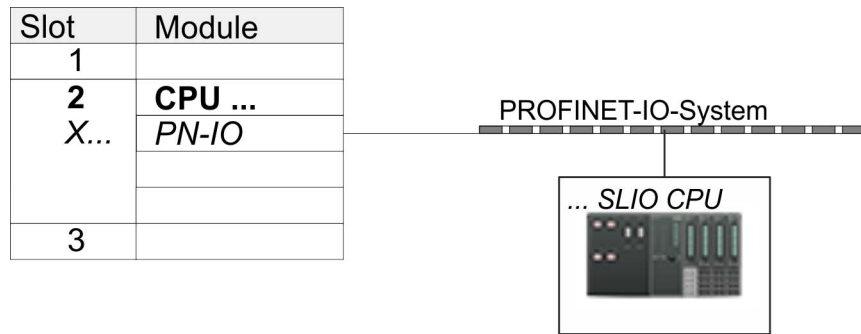 Slot Module
1
2 CPU ...
X... PN-IO
3
PROFINET-IO-System
... SLIO CPU